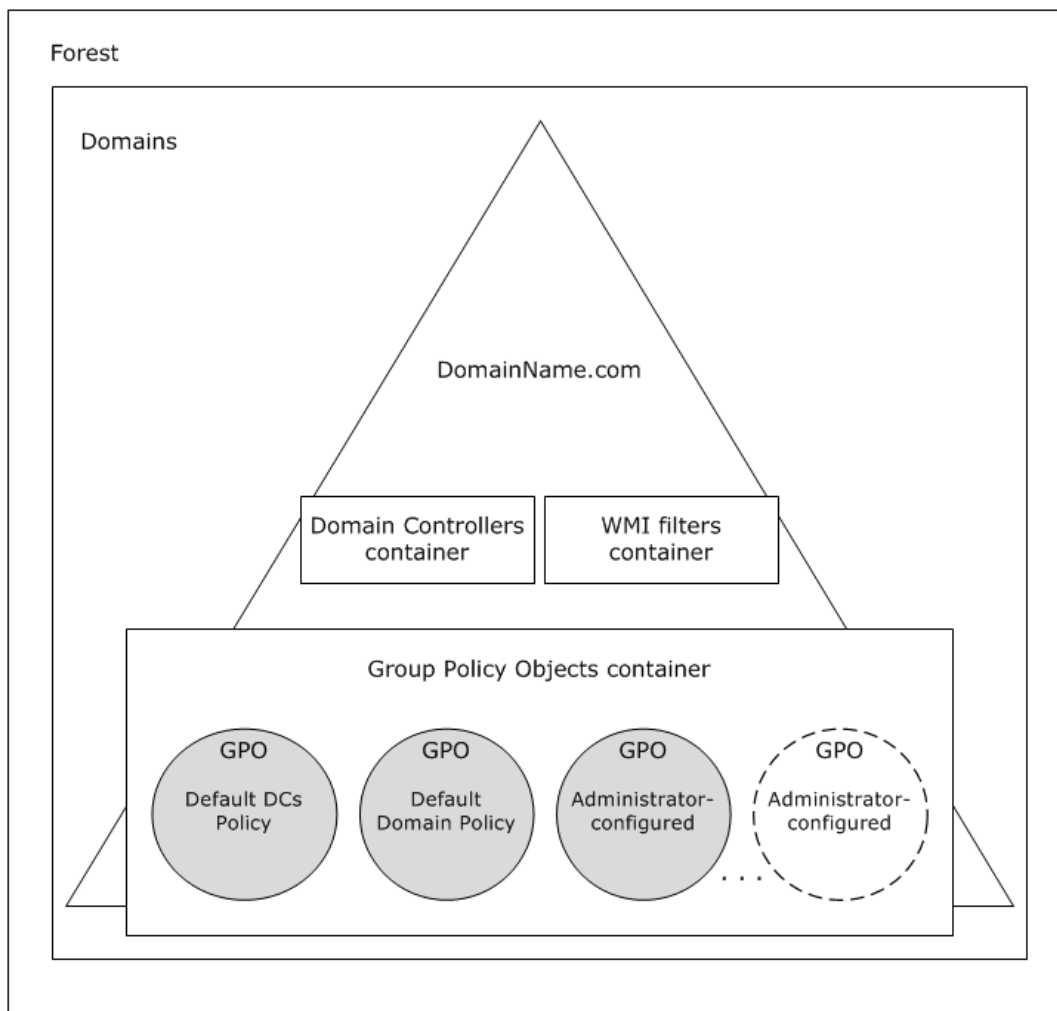 Forest
Domains
DomainName.com
Domain Controllers
container
WMI filters
container
Group Policy Objects container
GPO
Default DCs
Policy
GPO
Default
Domain Policy
GPO
Administrator-
configured
. . .
GPO
Administrator-
configured